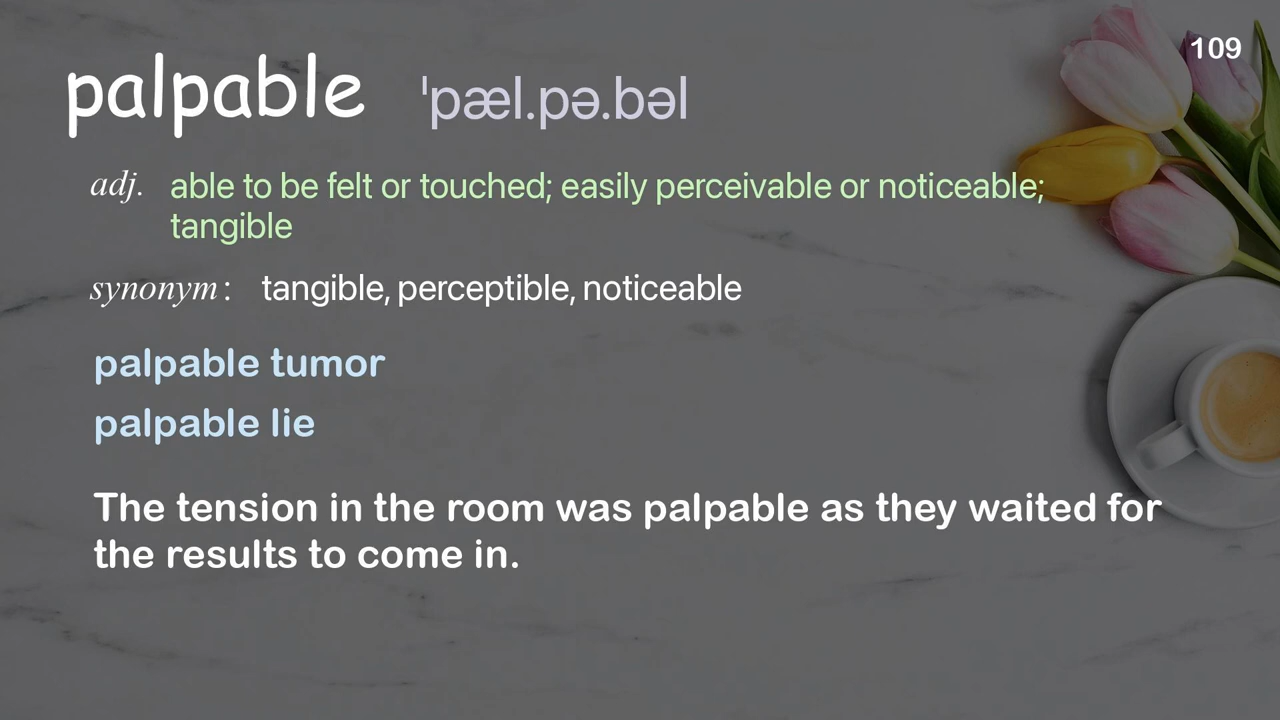 109
palpable ˈpæl.pə.bəl
adj. able to be felt or touched; easily perceivable or noticeable;
tangible
synonym: tangible, perceptible, noticeable
palpable tumor
palpable lie
The tension in the room was palpable as they waited for
the results to come in.